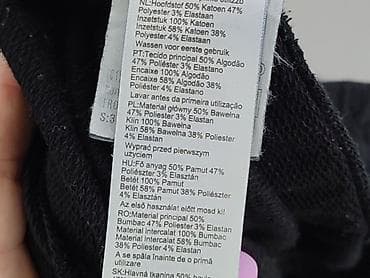 NL:Hoofdstof 50% Katoen 47%
Polyester 3% Elastaan
Inzetstuk 100% Katoen
Inzetstuk 58% Katoen 38%
Polyester 4% Elastaan
Wassen voor eerste gebruik
PT:Tecido principal 50% Algodão
47% Poliéster 3% Elastano
Encaixe 100% Algodão
Encaixe 58% Algodão 38%
Poliéster 4% Elastano
Lavar antes da primeira utilização
PL:Materiał główny 50% Bawełna
47% Poliester 3% Elastan
Klin 100% Bawełna
Klin 58% Bawełna 38% Poliester
4% Elastan
Wyprać przed pierwszym
użyciem
HU:Fő anyag 50% Pamut 47%
Poliészter 3% Elasztán
Betét 100% Pamut
Betét 58% Pamut 38% Poliészter
4% Elasztán
Az első használat előtt mosd ki!
RO:Material principal 50%
Bumbac 47% Poliester 3% Elastan
Material intercalat 100% Bumbac
Material intercalat 58% Bumbac
38% Poliester 4% Elastan
A se spăla înainte de prima
utilizare
SK:Hlavná tkanina 50%